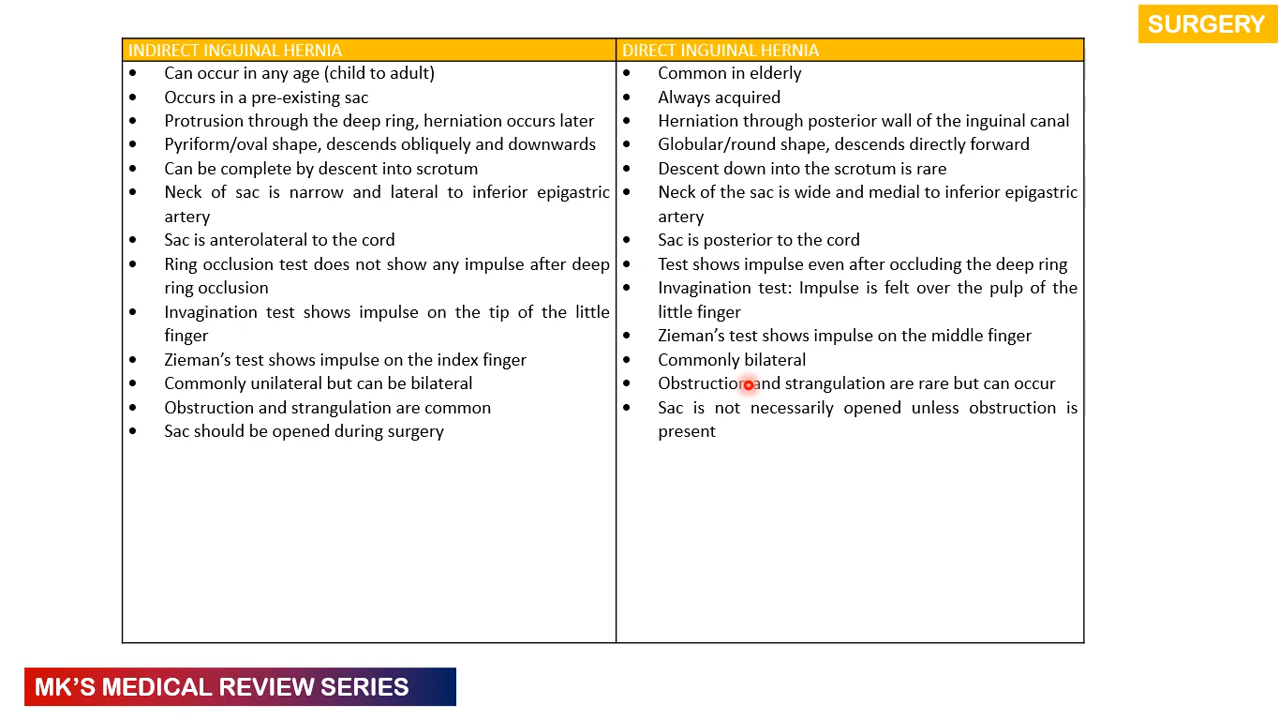 SURGERY
INDIRECT INGUINAL HERNIA
• Can occur in any age (child to adult)
• Occurs in a pre-existing sac
• Protrusion through the deep ring, herniation occurs later
• Pyriform/oval shape, descends obliquely and downwards
• Can be complete by descent into scrotum
• Neck of sac is narrow and lateral to inferior epigastric
artery
• Sac is anterolateral to the cord
• Ring occlusion test does not show any impulse after deep
ring occlusion
• Invagination test shows impulse on the tip of the little
finger
• Zieman’s test shows impulse on the index finger
• Commonly unilateral but can be bilateral
• Obstruction and strangulation are common
• Sac should be opened during surgery
DIRECT INGUINAL HERNIA
• Common in elderly
• Always acquired
• Herniation through posterior wall of the inguinal canal
• Globular/round shape, descends directly forward
• Descent down into the scrotum is rare
• Neck of the sac is wide and medial to inferior epigastric
artery
• Sac is posterior to the cord
• Test shows impulse even after occluding the deep ring
• Invagination test: Impulse is felt over the pulp of the
little finger
• Zieman’s test shows impulse on the middle finger
• Commonly bilateral
• Obstruction and strangulation are rare but can occur
• Sac is not necessarily opened unless obstruction is
present
MK’S MEDICAL REVIEW SERIES